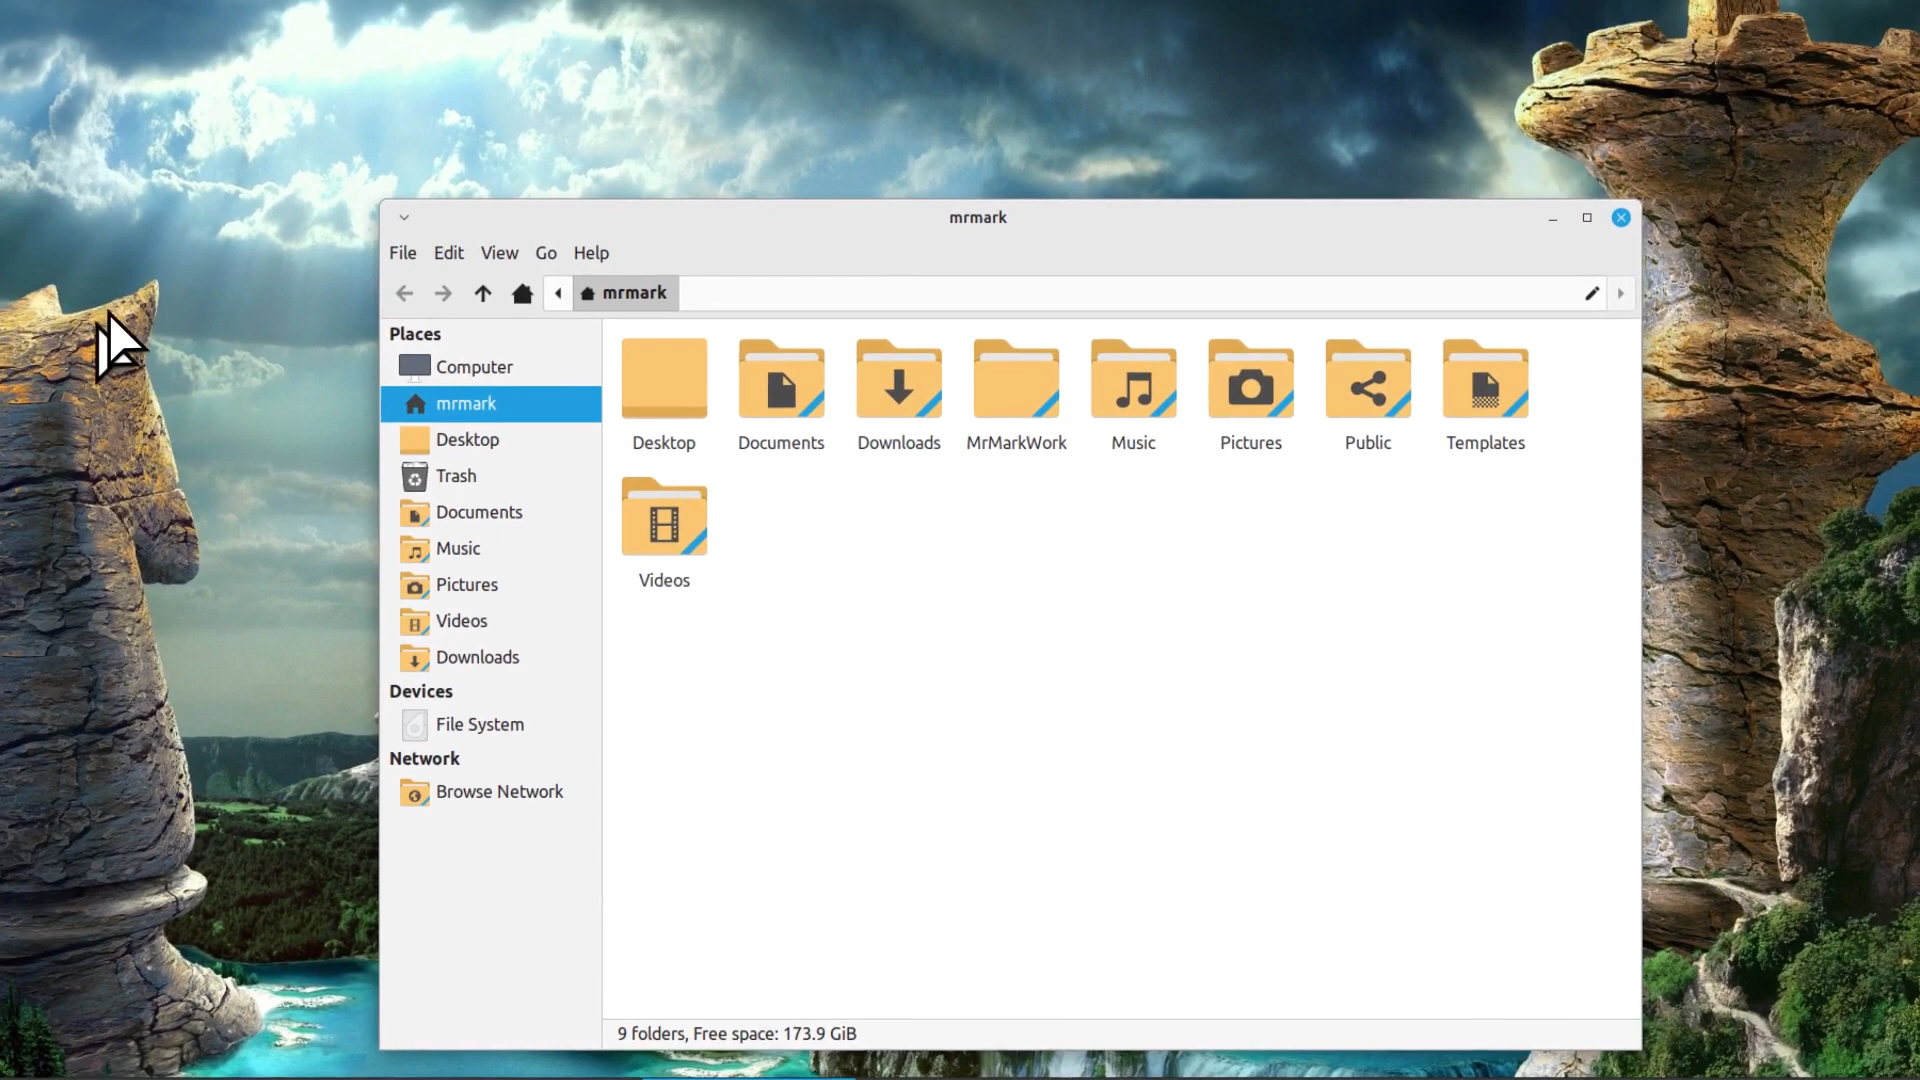 mrmark
File Edit View Go Help
mrmark
Places
Computer
mrmark
Desktop
Trash
Documents
Music
Pictures
Videos
Downloads
Devices
File System
Network
Browse Network
Desktop Documents Downloads MrMarkWork Music Pictures Public Templates
Videos
9 folders, Free space: 173.9 GiB